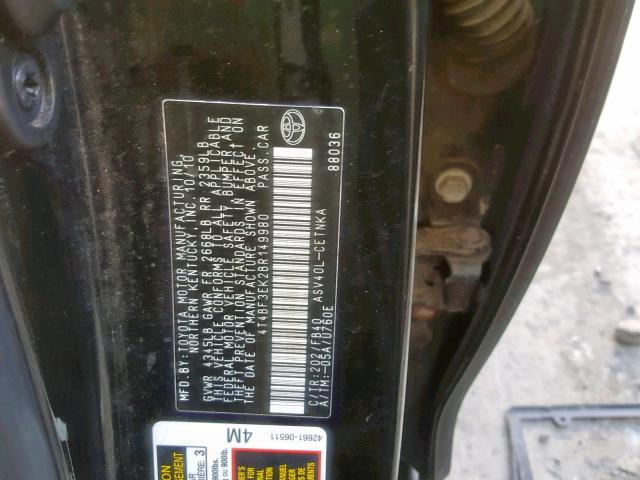 MFD.BY:TOYOTA MOTOR MANUFACTURING,
NORTHERN KENTUCKY, INC. 10/10
GVWR 4345LB GAWR FR 2668LB RR 2359LB
THIS VEHICLE CONFORMS TO ALL APPLICABLE
FEDERAL MOTOR VEHICLE SAFETY, BUMPER, AND
THEFT PREVENTION STANDARDS IN EFFECT ON
THE DATE OF MANUFACTURE SHOWN ABOVE.
4T4BF3EK2BR149980 PASS.CAR
ASV40L-CETNKA
C/TR:202/FB40
A/TM:-05A/U760E
88036
42661-06511
4M
3